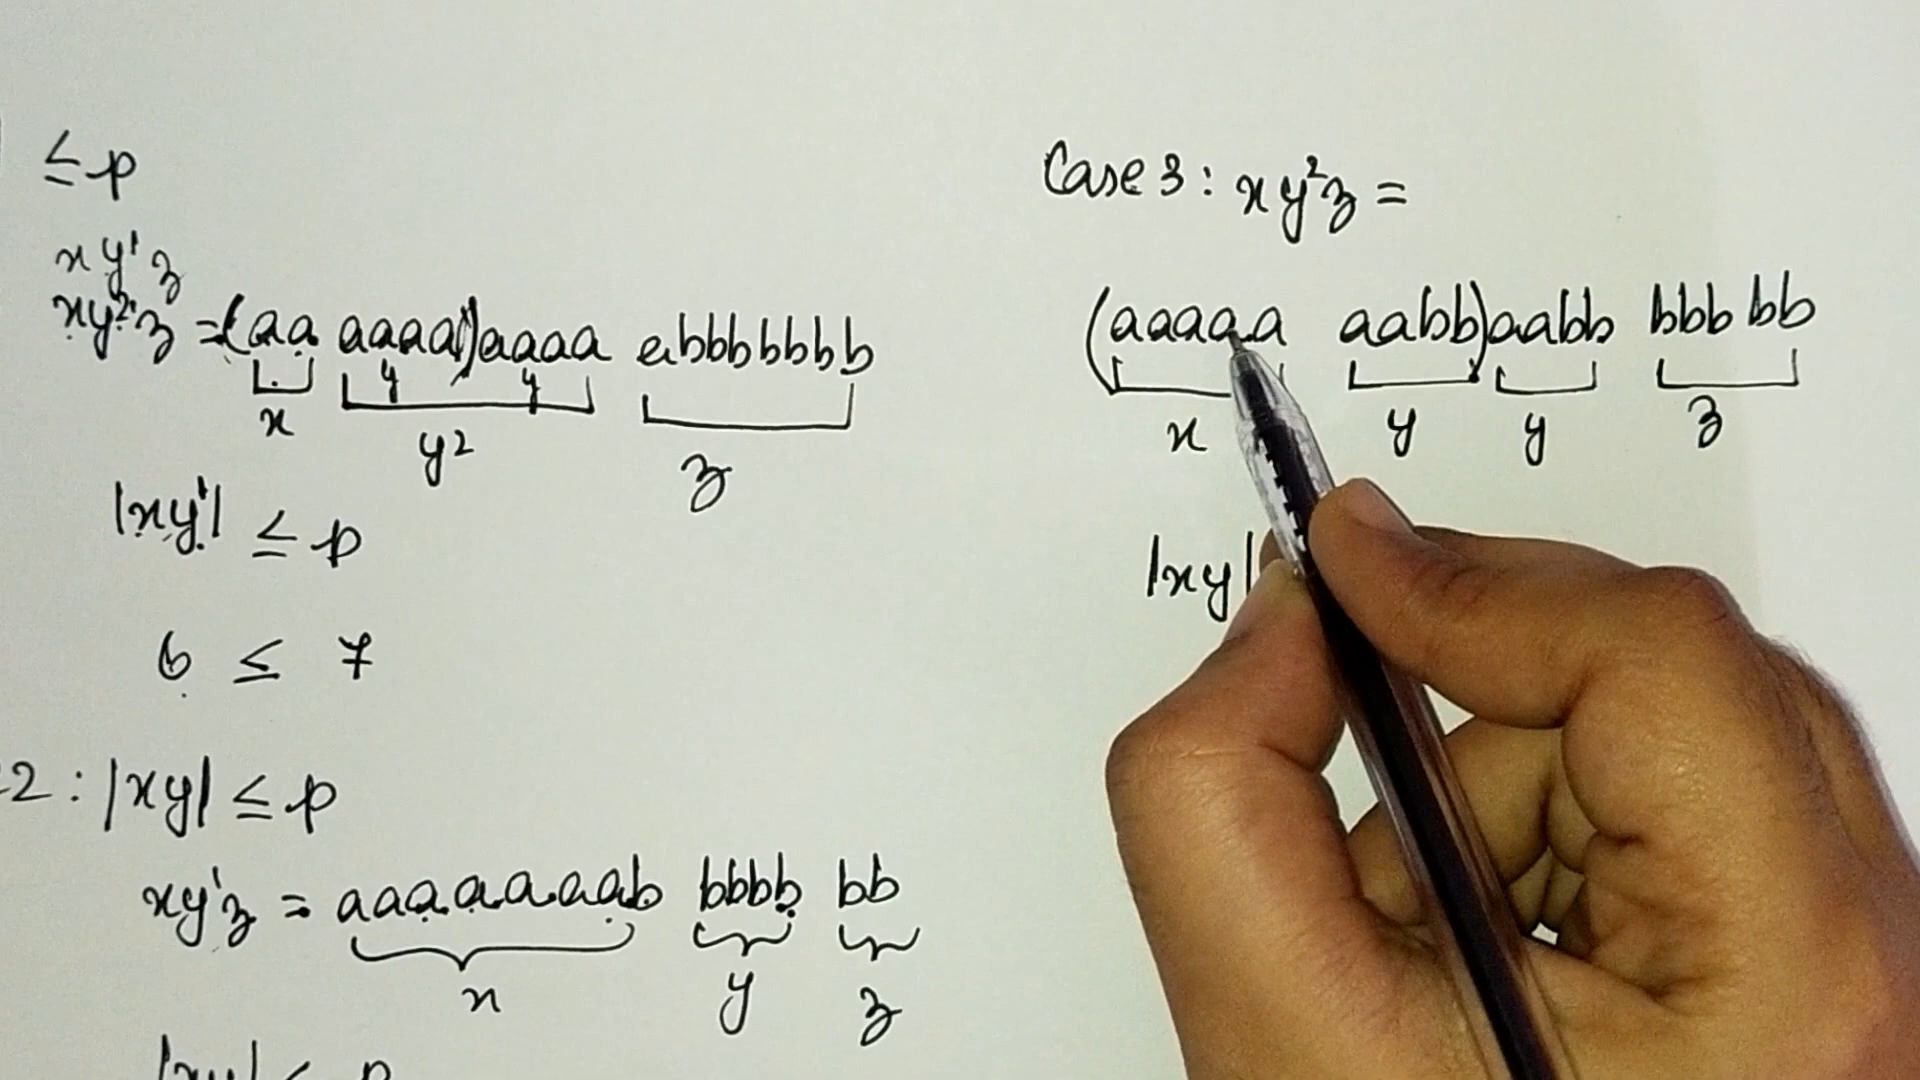 ≤ p
xy¹z
xy²z = (aa aaaa) aaaa abbbbbbb
x y y
y² z
|xy¹| ≤ p
6 ≤ 7
2 : |xy| ≤ p
xy¹z = aaaaaaab bbbb bb
x y z
|xy| ≤ p
Case 3 : xy²z =
(aaaaa aabb) aabb bbbbb
x y y z
|xy|